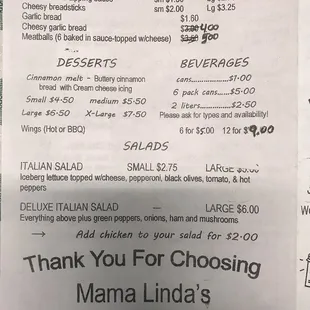 Cheesy breadsticks sm $2.00 Lg $3.25
Garlic bread $1.60
Cheesy garlic bread 400
Meatballs (6 baked in sauce-topped w/cheese) 500
DESSERTS
Cinnamon melt - Buttery cinnamon
bread with Cream cheese icing
Small $4.50 medium $5.50
Large $6.50 X-Large $7.50
BEVERAGES
cans..................$1.00
6 pack cans......$5.00
2 liters................$2.50
Please ask for types and availability!
Wings (Hot or BBQ) 6 for $5.00 12 for $9.00
SALADS
ITALIAN SALAD SMALL $2.75 LARGE
Iceberg lettuce topped w/cheese, pepperoni, black olives, tomato, & hot
peppers
DELUXE ITALIAN SALAD — LARGE $6.00
Everything above plus green peppers, onions, ham and mushrooms
→ Add chicken to your salad for $2.00
Thank You For Choosing
Mama Linda's